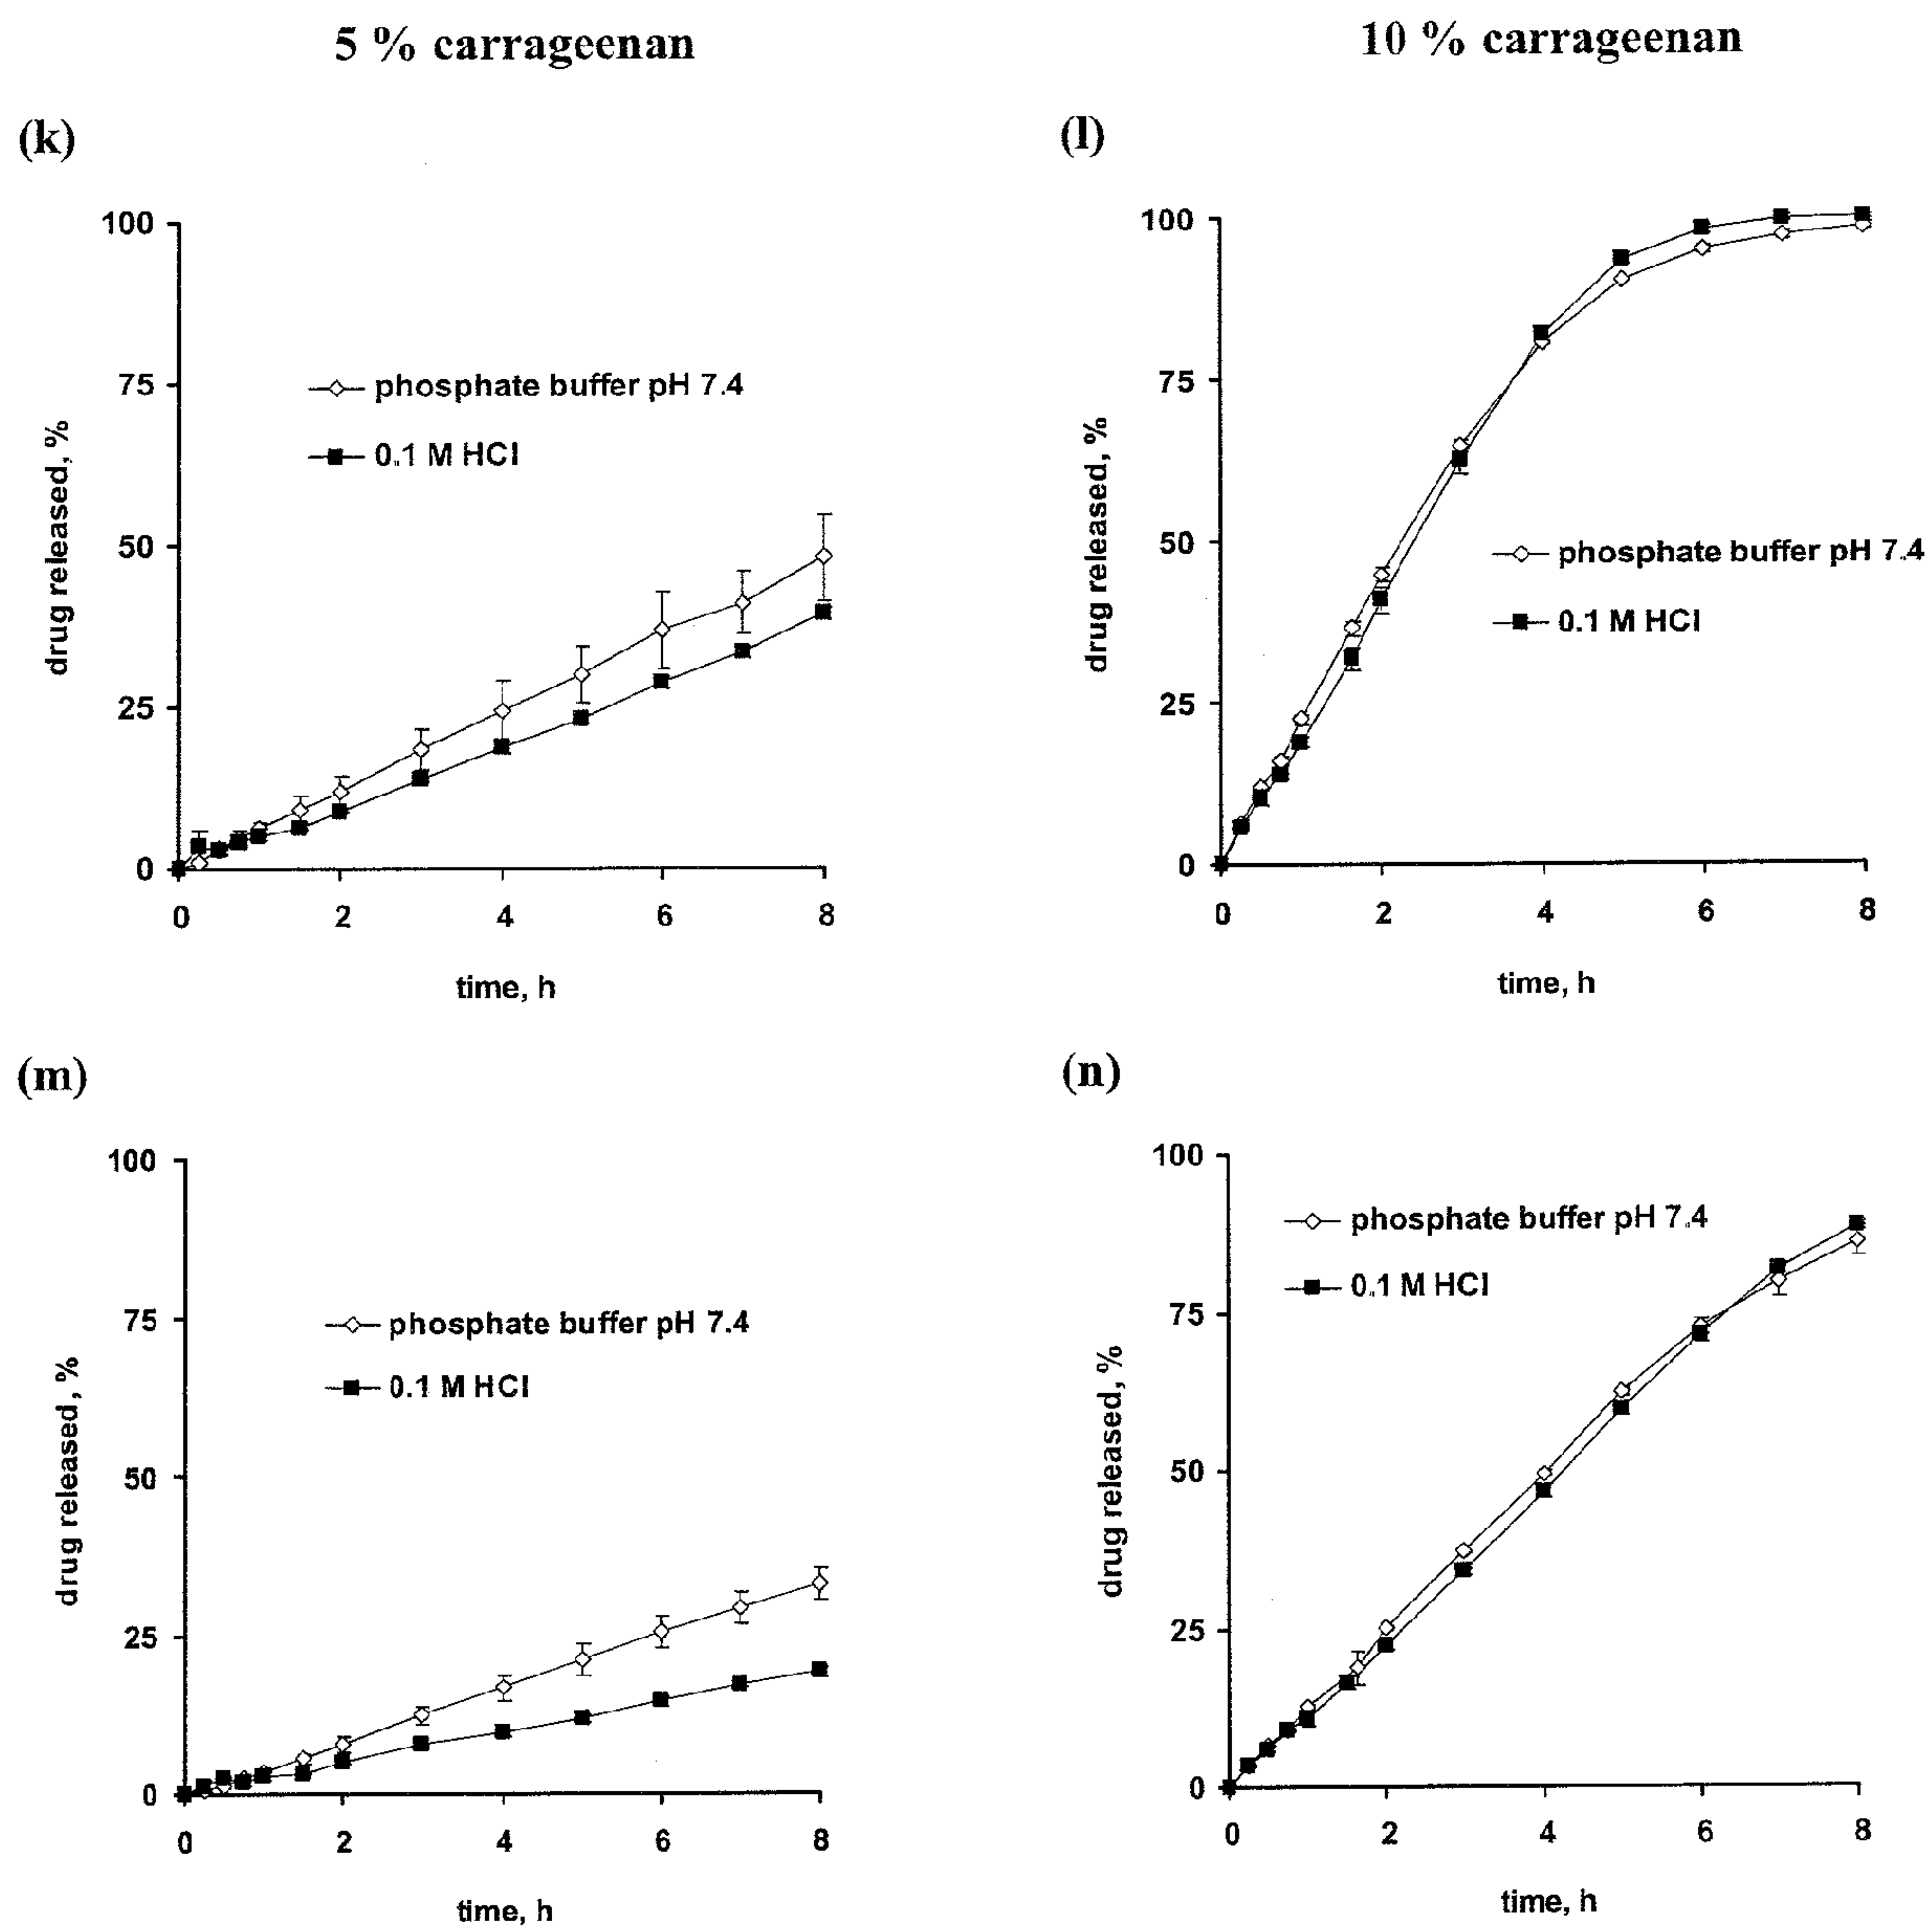 5 % carrageenan
10 % carrageenan
(k)
(l)
100
75
50
25
0
drug released, %
phosphate buffer pH 7.4
0.1 M HCl
0 2 4 6 8
time, h
100
75
50
25
0
drug released, %
phosphate buffer pH 7.4
0.1 M HCl
0 2 4 6 8
time, h
(m)
(n)
100
75
50
25
0
drug released, %
phosphate buffer pH 7.4
0.1 M HCl
0 2 4 6 8
time, h
100
75
50
25
0
drug released, %
phosphate buffer pH 7.4
0.1 M HCl
0 2 4 6 8
time, h